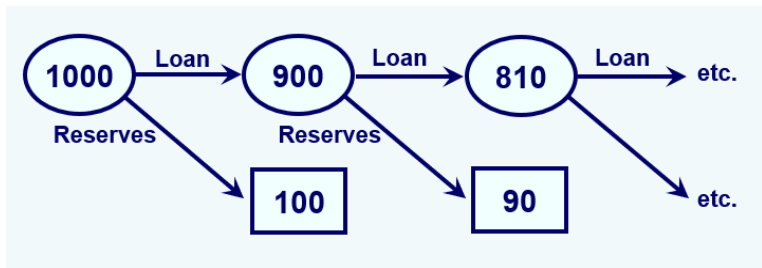 Loan
Loan
Loan
1000
900
810
etc.
Reserves
Reserves
100
90
etc.